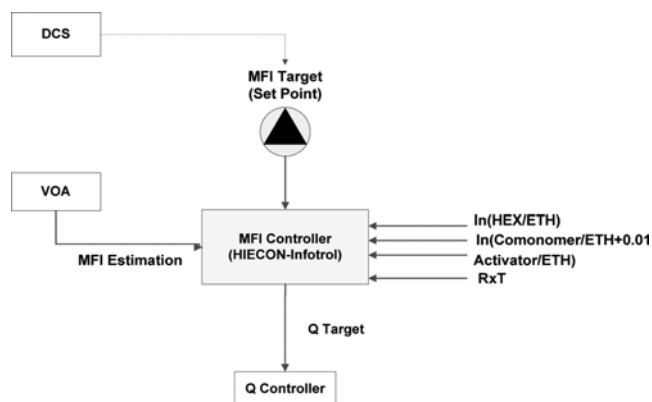 DCS
MFI Target
(Set Point)
VOA
MFI Estimation
MFI Controller
(HIECON-Infotrol)
In(HEX/ETH)
In(Comonomer/ETH+0.01
Activator/ETH)
RxT
Q Target
Q Controller